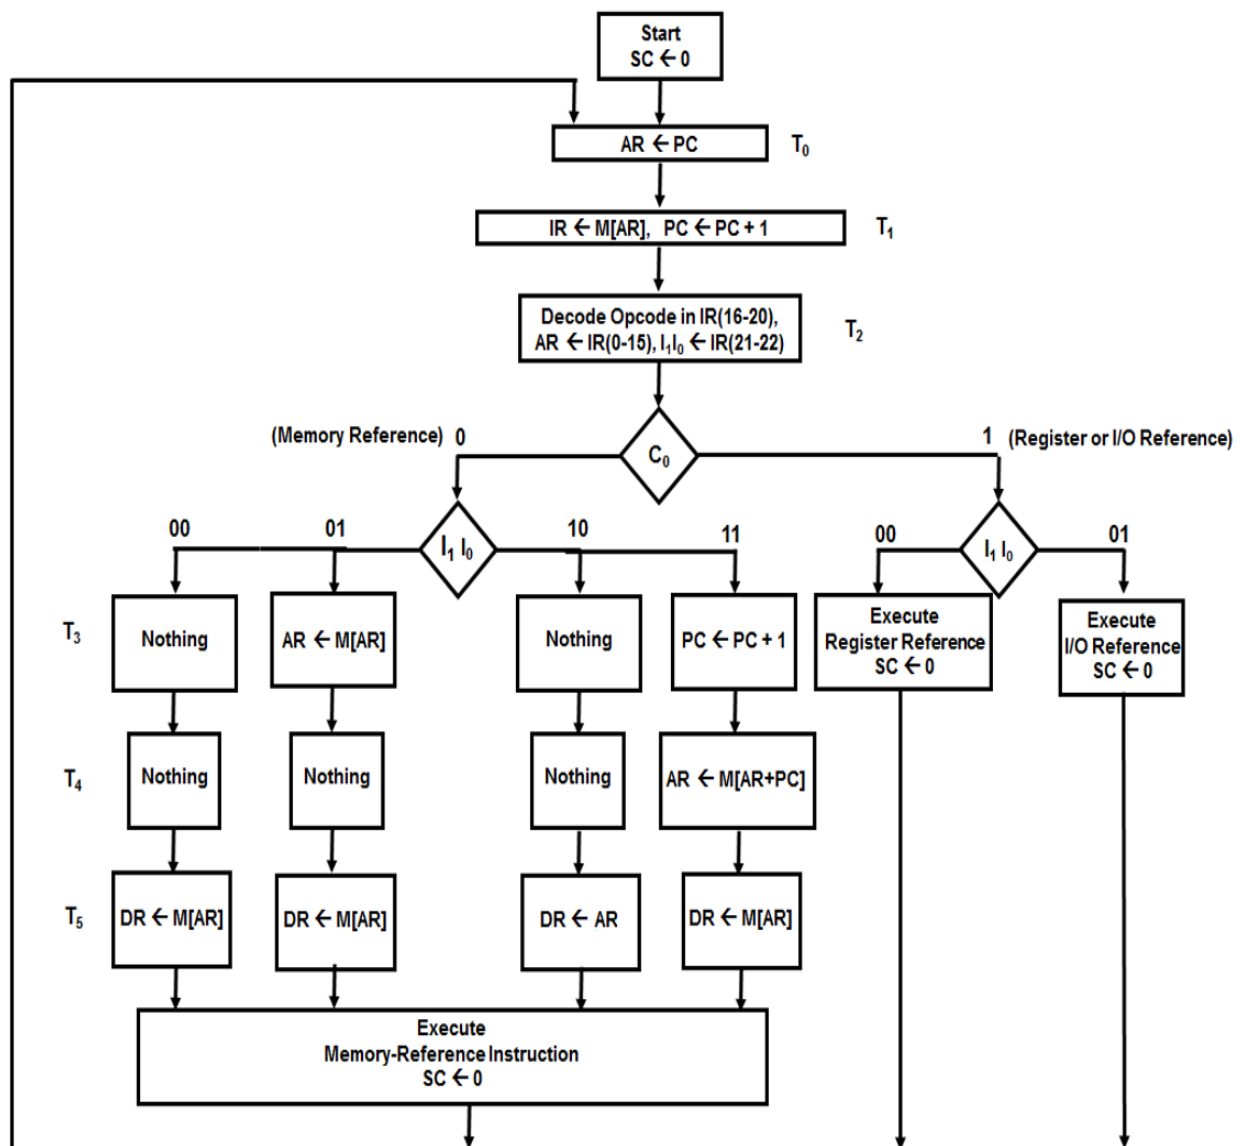 Start
SC ← 0
AR ← PC
T₀
IR ← M[AR], PC ← PC + 1
T₁
Decode Opcode in IR(16-20),
AR ← IR(0-15), I₁I₀ ← IR(21-22)
T₂
(Memory Reference) 0
C₀
1 (Register or I/O Reference)
00
01
I₁ I₀
10
11
00
I₁ I₀
01
T₃
Nothing
AR ← M[AR]
Nothing
PC ← PC + 1
Execute
Register Reference
SC ← 0
Execute
I/O Reference
SC ← 0
T₄
Nothing
Nothing
Nothing
AR ← M[AR+PC]
T₅
DR ← M[AR]
DR ← M[AR]
DR ← AR
DR ← M[AR]
Execute
Memory-Reference Instruction
SC ← 0